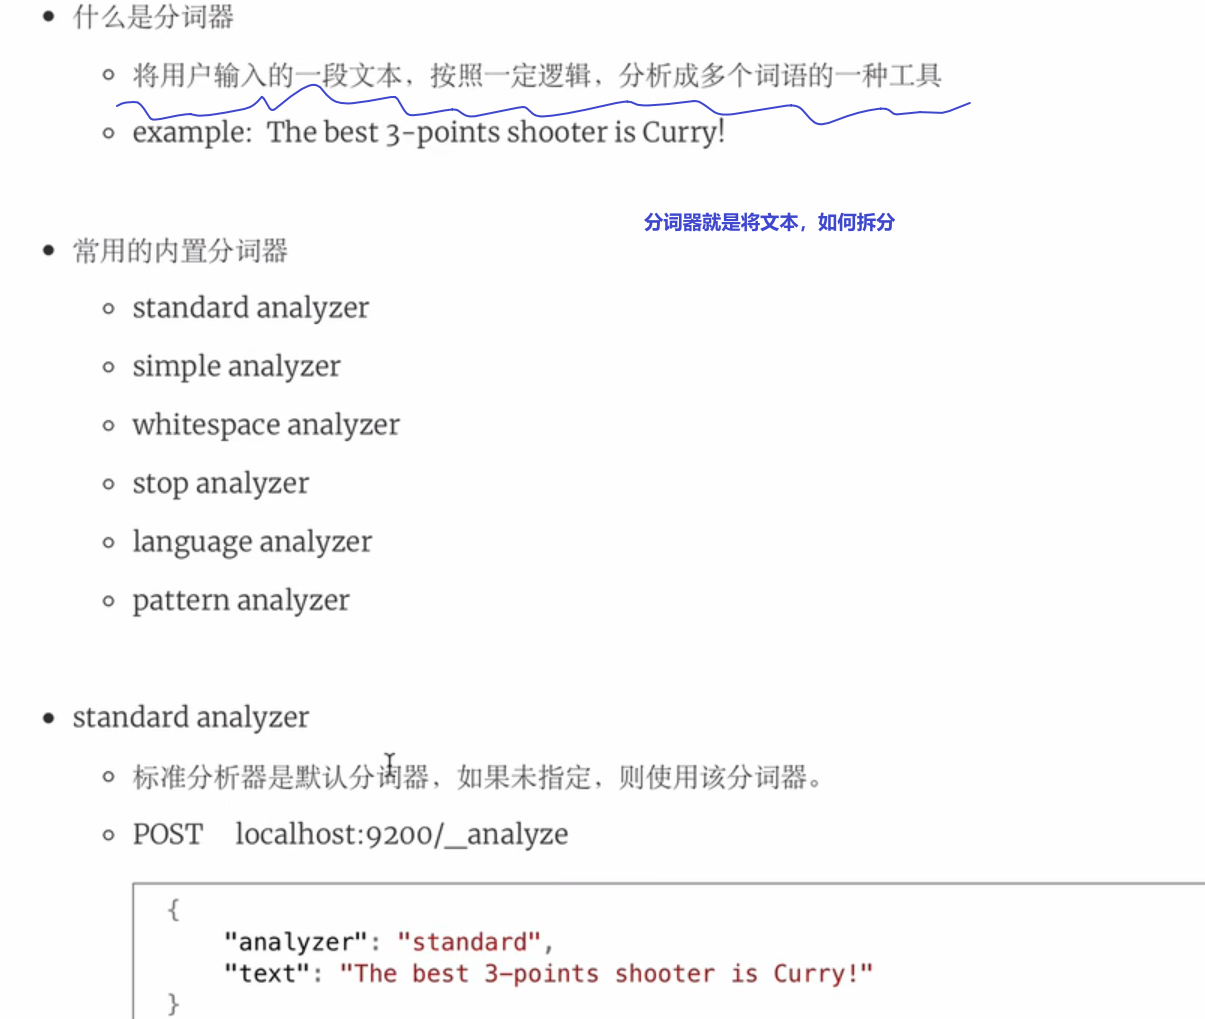 什么是分词器
将用户输入的一段文本，按照一定逻辑，分析成多个词语的一种工具
example: The best 3-points shooter is Curry!
分词器就是将文本，如何拆分
常用的内置分词器
standard analyzer
simple analyzer
whitespace analyzer
stop analyzer
language analyzer
pattern analyzer
standard analyzer
标准分析器是默认分词器，如果未指定，则使用该分词器。
POST localhost:9200/_analyze
{
"analyzer": "standard",
"text": "The best 3-points shooter is Curry!"
}